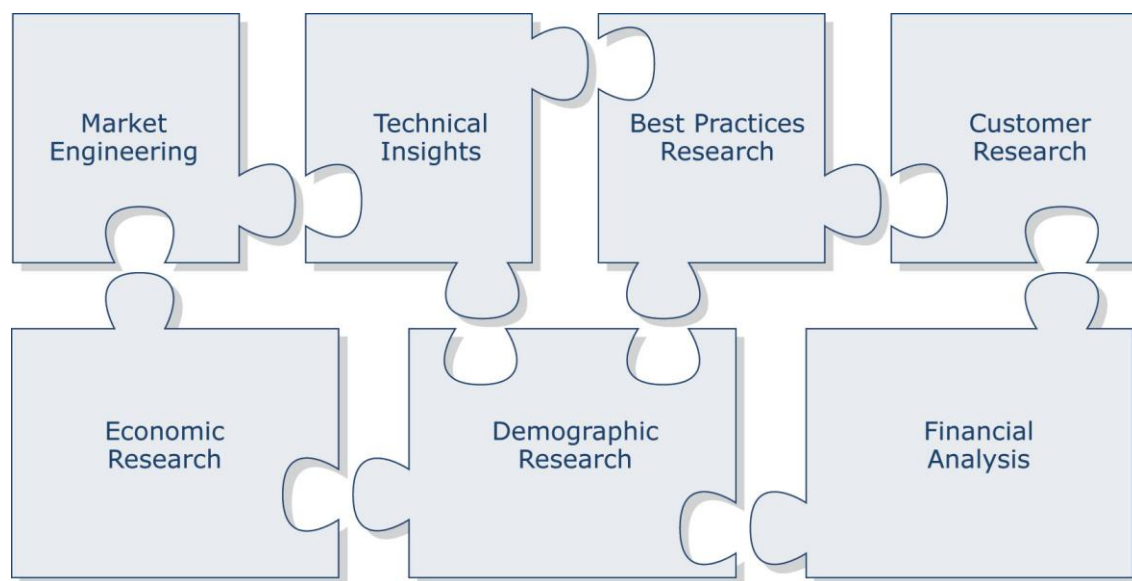 Market
Engineering
Technical
Insights
Best Practices
Research
Customer
Research
Economic
Research
Demographic
Research
Financial
Analysis